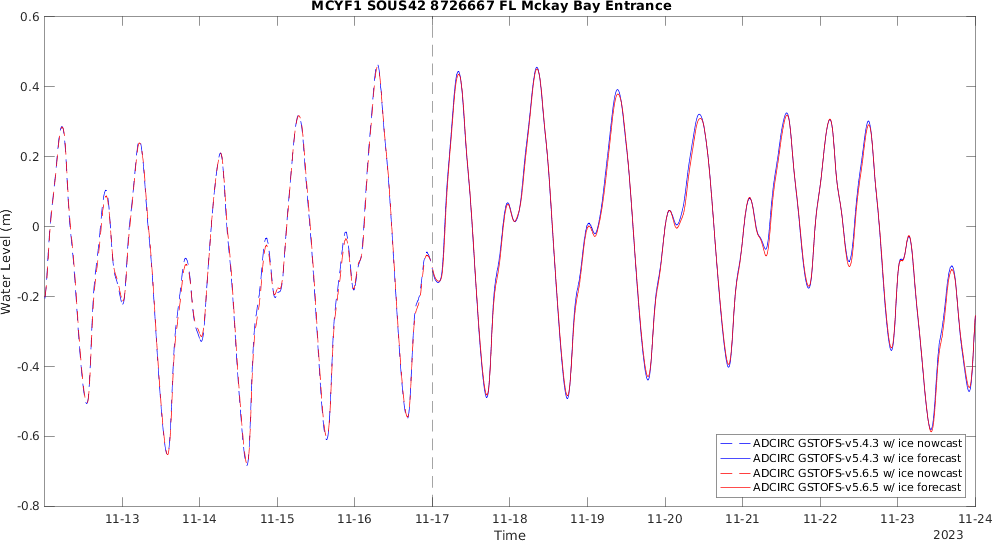 MCYF1 SOUS42 8726667 FL Mckay Bay Entrance
0.6
0.4
0.2
0
-0.2
-0.4
-0.6
-0.8
Water Level (m)
ADCIRC GSTOFS-v5.4.3 w/ ice nowcast
ADCIRC GSTOFS-v5.4.3 w/ ice forecast
ADCIRC GSTOFS-v5.6.5 w/ ice nowcast
ADCIRC GSTOFS-v5.6.5 w/ ice forecast
11-13 11-14 11-15 11-16 11-17 11-18 11-19 11-20 11-21 11-22 11-23 11-24
Time
2023